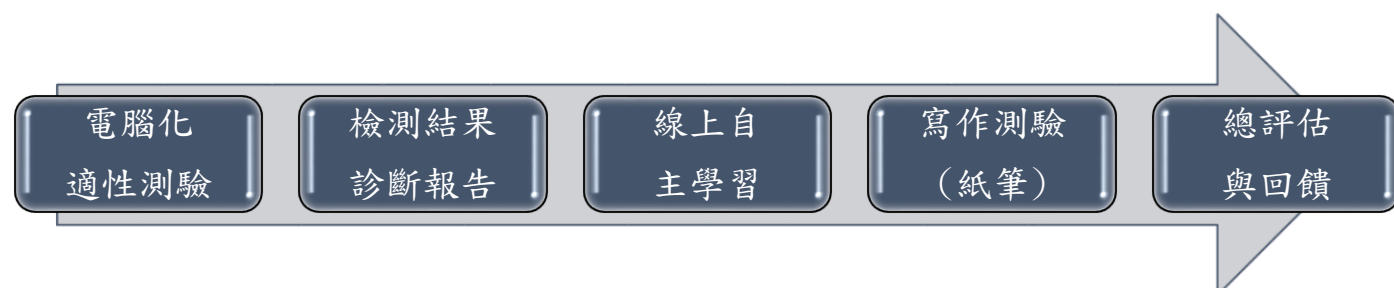 電腦化
適性測驗
檢測結果
診斷報告
線上自
主學習
寫作測驗
（紙筆）
總評估
與回饋